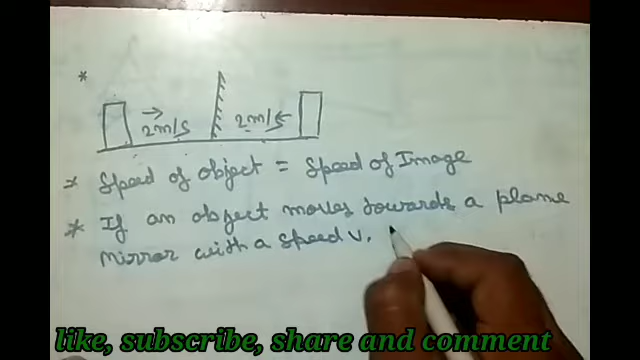 *
2m/s 2m/s
* Speed of object = Speed of Image
* If an object moves towards a plane
mirror with a speed v,
like, subscribe, share and comment